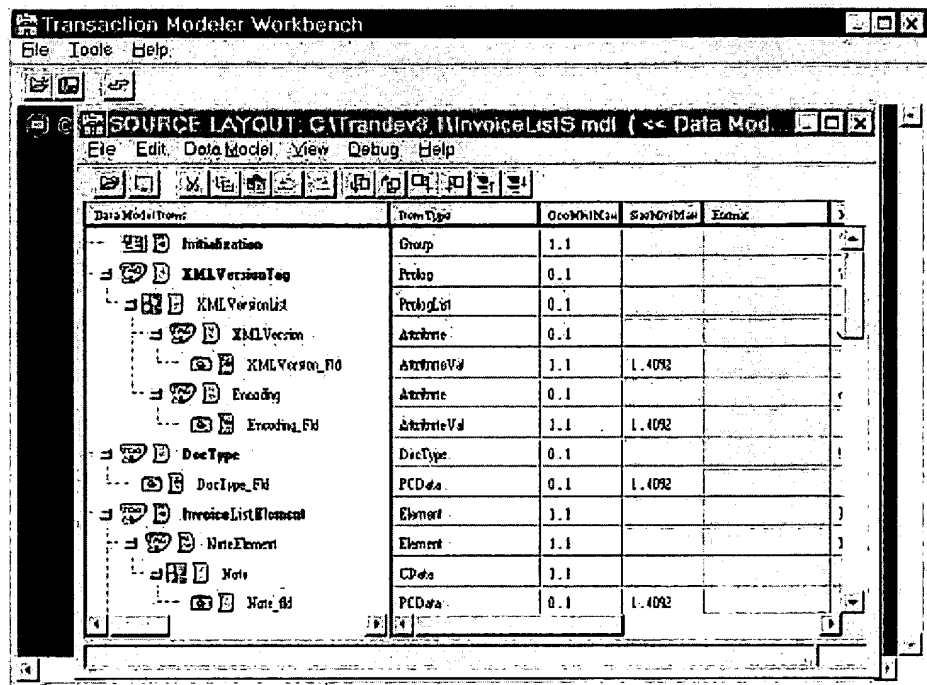 Transaction Modeler Workbench
File Tools Help
SOURCE LAYOUT: C:\Trandev3_1\InvoiceListS.mdl ( << Data Mod...
File Edit Data Model View Debug Help
Data Model Items Item Type Format
Initialization Group 1..1
XMLVersionTag Prolog 0..1
XMLVersionList PrologList 0..1
XMLVersion Attribute 0..1
XMLVersion_Fld AttributeVal 1..1 1..4092
Encoding Attribute 0..1
Encoding_Fld AttributeVal 1..1 1..4092
DocType DocType 0..1
DocType_Fld PCData 0..1 1..4092
InvoiceListElement Element 1..1
NoteElement Element 1..1
Note CData 1..1
Note_fld PCData 0..1 1..4092